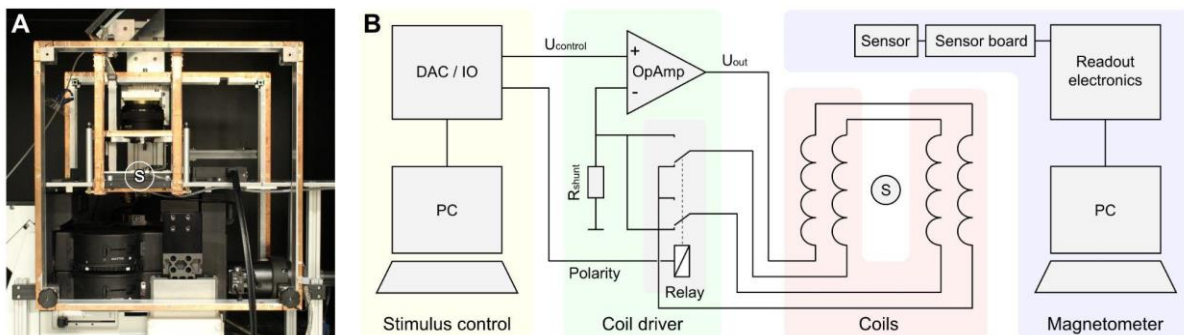 A
S
B
DAC / IO
PC
Stimulus control
Ucontrol
+
OpAmp
-
Uout
Rshunt
Polarity
Relay
Coil driver
S
Coils
Sensor
Sensor board
Readout
electronics
PC
Magnetometer